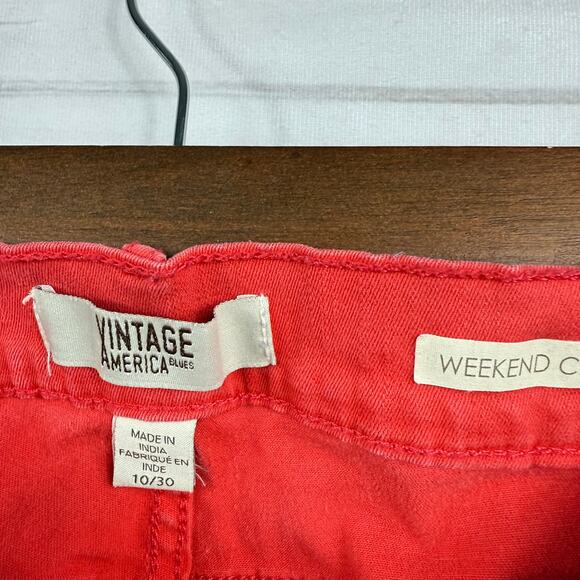 VINTAGE
AMERICA BLUES
WEEKEND C
MADE IN
INDIA
FABRIQUÉ EN
INDE
10/30